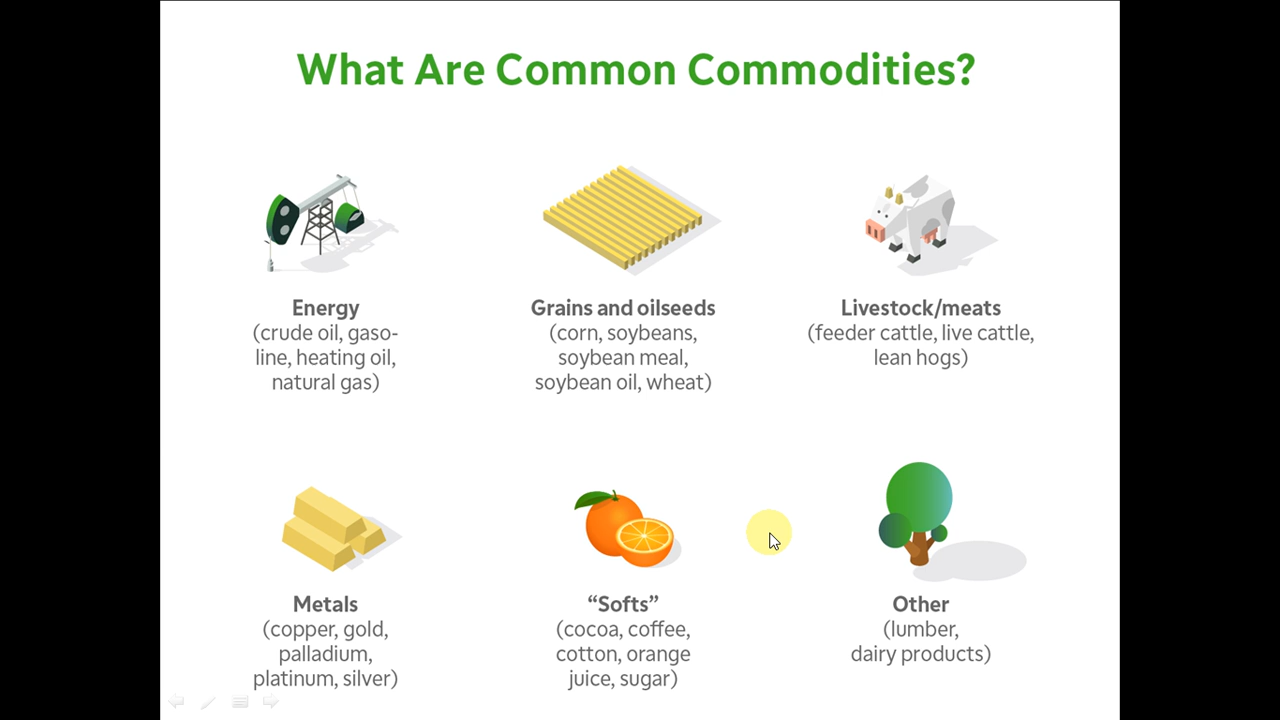 What Are Common Commodities?
Energy
(crude oil, gaso-
line, heating oil,
natural gas)
Grains and oilseeds
(corn, soybeans,
soybean meal,
soybean oil, wheat)
Livestock/meats
(feeder cattle, live cattle,
lean hogs)
Metals
(copper, gold,
palladium,
platinum, silver)
“Softs”
(cocoa, coffee,
cotton, orange
juice, sugar)
Other
(lumber,
dairy products)